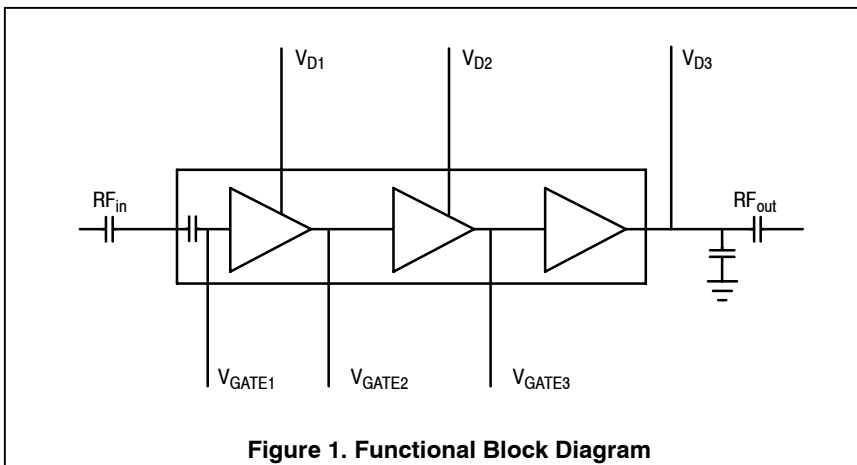 V_D1 V_D2 V_D3
RF_in RF_out
V_GATE1 V_GATE2 V_GATE3
Figure 1. Functional Block Diagram